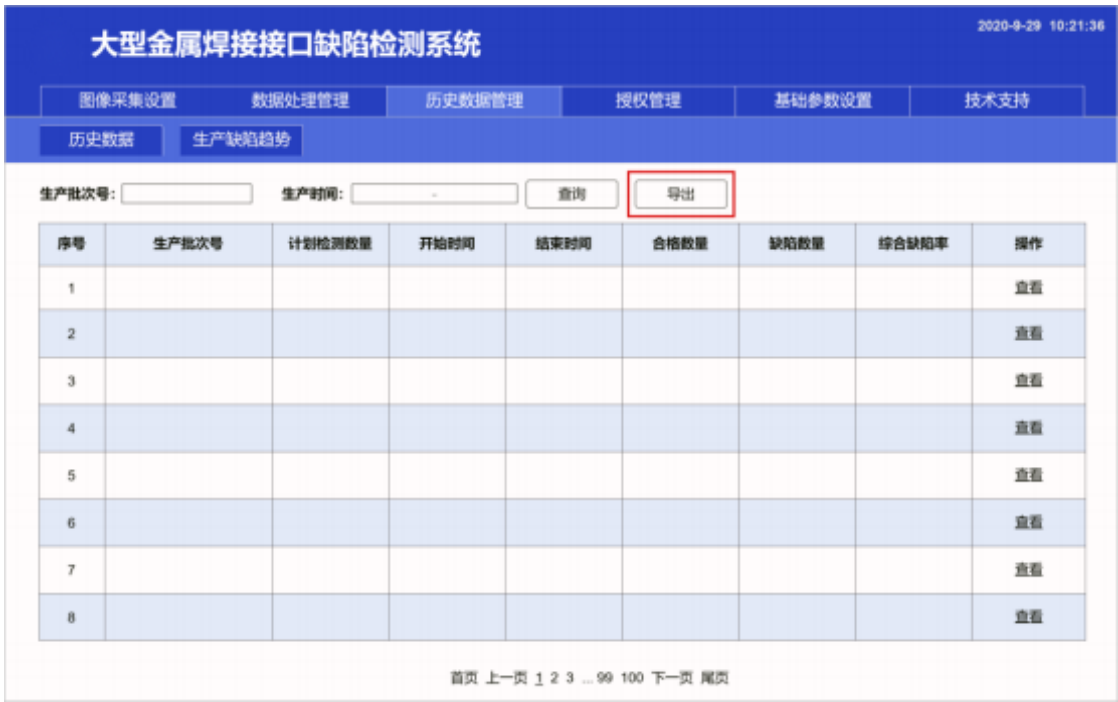 2020-9-29 10:21:36
大型金属焊接接口缺陷检测系统
图像采集设置 数据处理管理 历史数据管理 授权管理 基础参数设置 技术支持
历史数据 生产缺陷趋势
生产批次号: 生产时间: - 查询 导出
序号 生产批次号 计划检测数量 开始时间 结束时间 合格数量 缺陷数量 综合缺陷率 操作
1 查看
2 查看
3 查看
4 查看
5 查看
6 查看
7 查看
8 查看
首页 上一页 1 2 3 ... 99 100 下一页 尾页